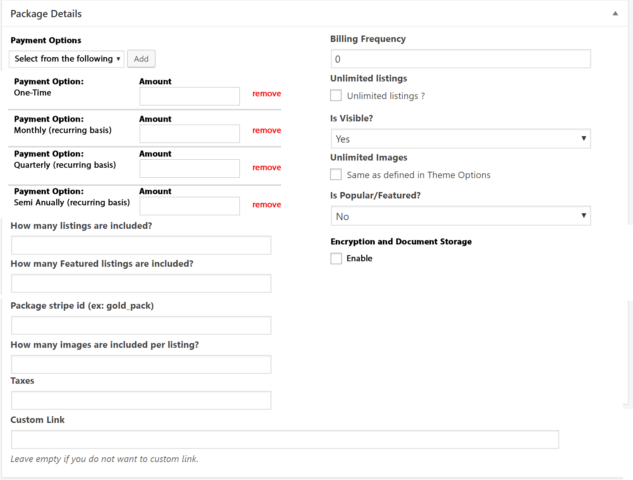 Package Details
Payment Options
Select from the following
Add
Payment Option:
Amount
One-Time
remove
Payment Option:
Amount
Monthly (recurring basis)
remove
Payment Option:
Amount
Quarterly (recurring basis)
remove
Payment Option:
Amount
Semi Anually (recurring basis)
remove
How many listings are included?
How many Featured listings are included?
Package stripe id (ex: gold_pack)
How many images are included per listing?
Taxes
Custom Link
Leave empty if you do not want to custom link.
Billing Frequency
0
Unlimited listings
Unlimited listings ?
Is Visible?
Yes
Unlimited Images
Same as defined in Theme Options
Is Popular/Featured?
No
Encryption and Document Storage
Enable